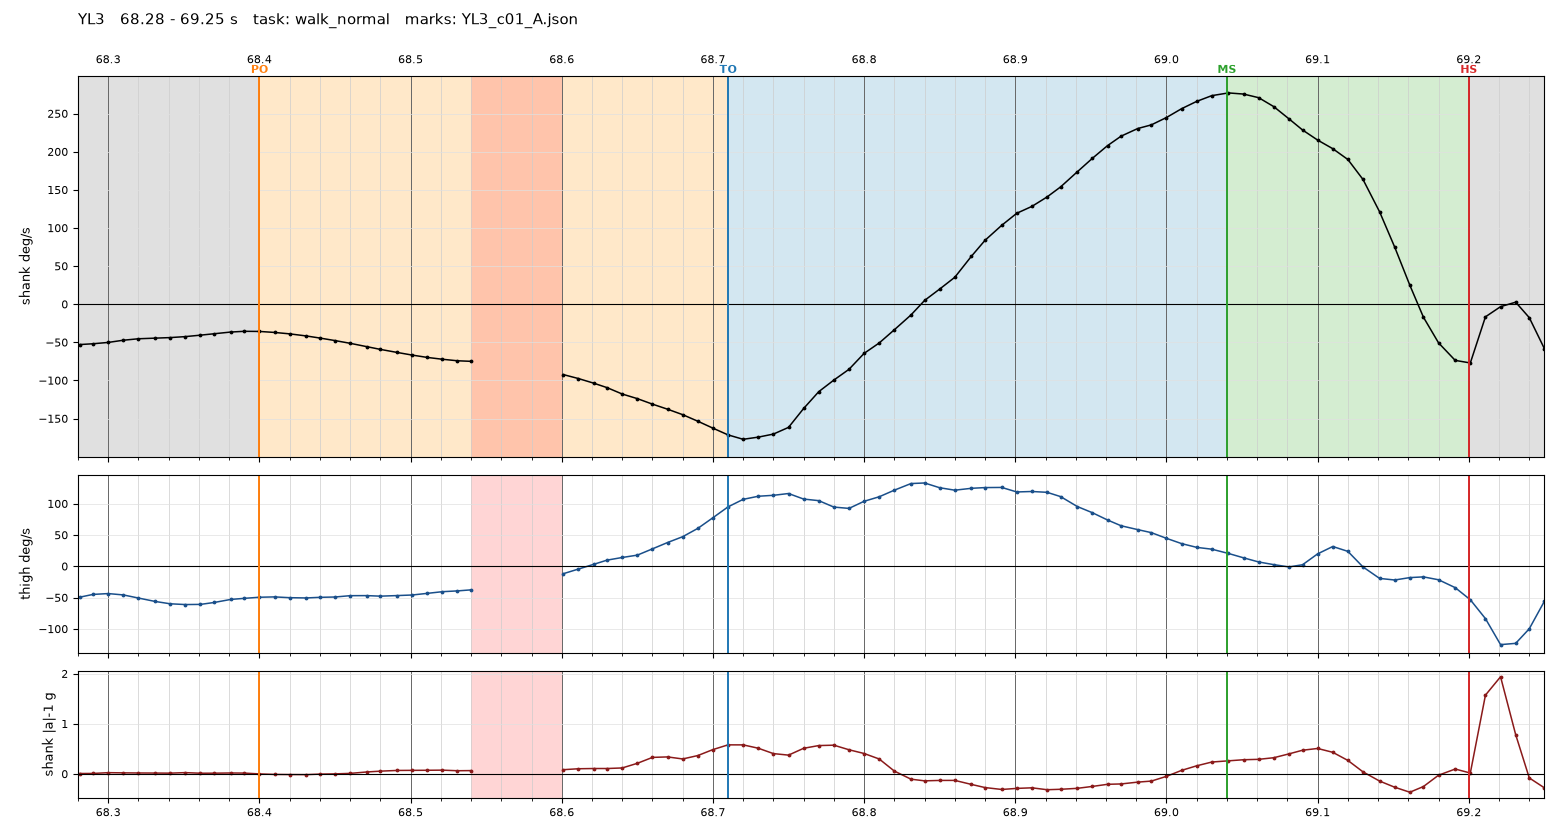 YL3 68.28 - 69.25 s task: walk_normal marks: YL3_c01_A.json
68.3 68.4 68.5 68.6 68.7 68.8 68.9 69.0 69.1 69.2
PO TO MS HS
shank deg/s
250
200
150
100
50
0
−50
−100
−150
thigh deg/s
100
50
0
−50
−100
shank |a|-1 g
2
1
0
68.3 68.4 68.5 68.6 68.7 68.8 68.9 69.0 69.1 69.2